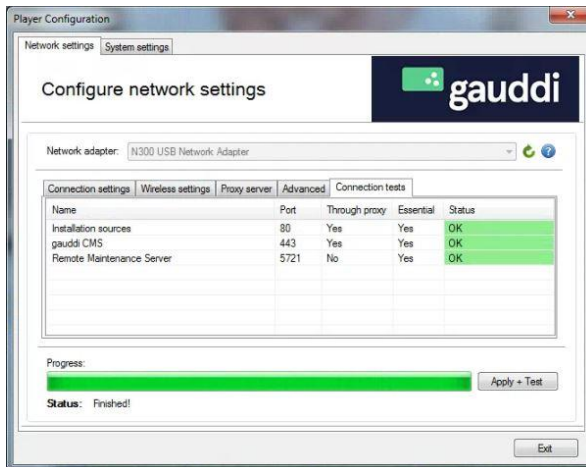 Player Configuration
Network settings System settings
Configure network settings
gauddi
Network adapter: N300 USB Network Adapter
Connection settings Wireless settings Proxy server Advanced Connection tests
Name Port Through proxy Essential Status
Installation sources 80 Yes Yes OK
gauddi CMS 443 Yes Yes OK
Remote Maintenance Server 5721 No Yes OK
Progress:
Apply + Test
Status: Finished!
Exit